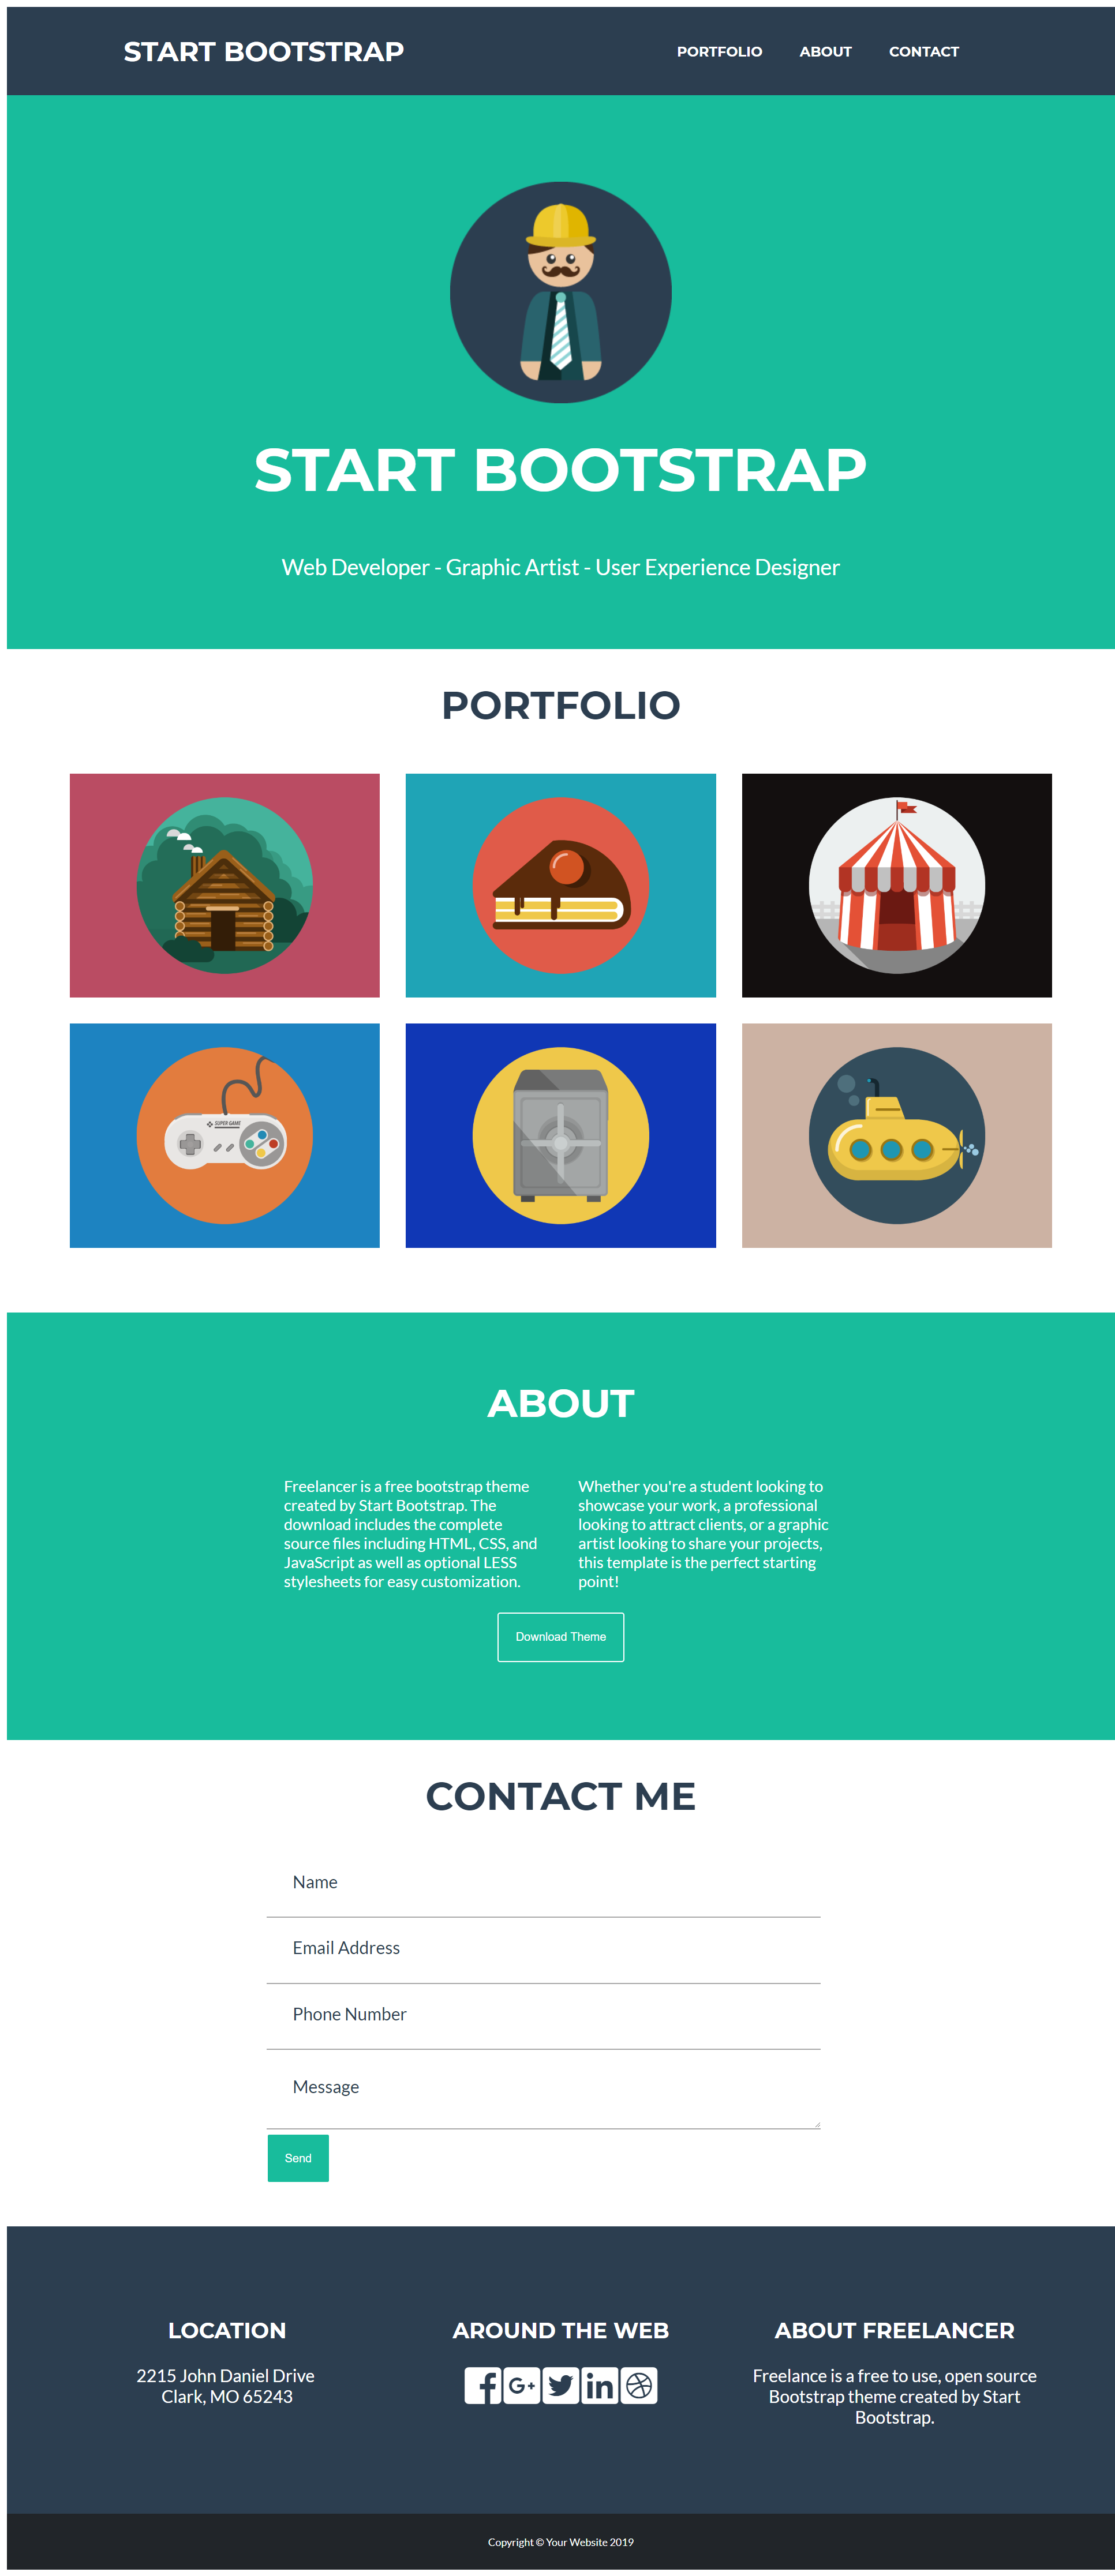 START BOOTSTRAP
PORTFOLIO ABOUT CONTACT
START BOOTSTRAP
Web Developer - Graphic Artist - User Experience Designer
PORTFOLIO
SUPER GAME
ABOUT
Freelancer is a free bootstrap theme
created by Start Bootstrap. The
download includes the complete
source files including HTML, CSS, and
JavaScript as well as optional LESS
stylesheets for easy customization.
Whether you're a student looking to
showcase your work, a professional
looking to attract clients, or a graphic
artist looking to share your projects,
this template is the perfect starting
point!
Download Theme
CONTACT ME
Name
Email Address
Phone Number
Message
Send
LOCATION
2215 John Daniel Drive
Clark, MO 65243
AROUND THE WEB
ABOUT FREELANCER
Freelance is a free to use, open source
Bootstrap theme created by Start
Bootstrap.
Copyright © Your Website 2019